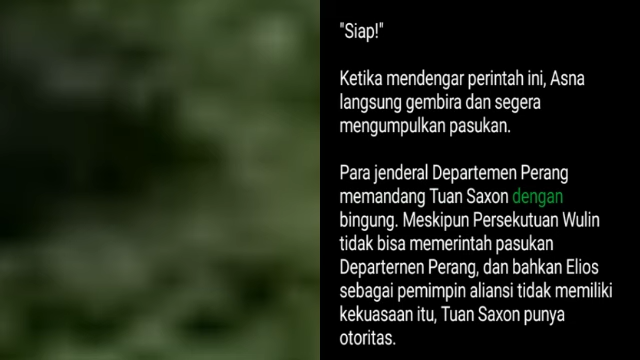 "Siap!"
Ketika mendengar perintah ini, Asna
langsung gembira dan segera
mengumpulkan pasukan.
Para jenderal Departemen Perang
memandang Tuan Saxon dengan
bingung. Meskipun Persekutuan Wulin
tidak bisa memerintah pasukan
Departernen Perang, dan bahkan Elios
sebagai pemimpin aliansi tidak memiliki
kekuasaan itu, Tuan Saxon punya
otoritas.